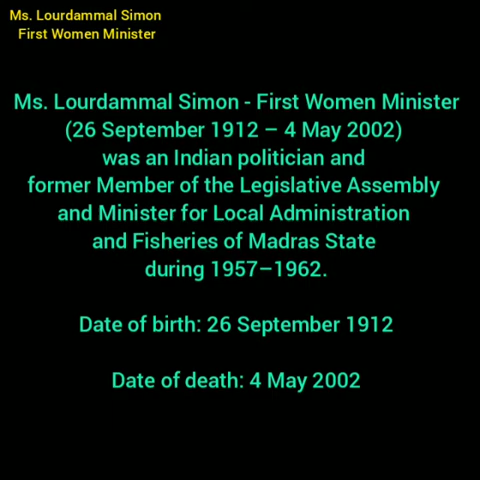 Ms. Lourdammal Simon
First Women Minister
Ms. Lourdammal Simon - First Women Minister
(26 September 1912 – 4 May 2002)
was an Indian politician and
former Member of the Legislative Assembly
and Minister for Local Administration
and Fisheries of Madras State
during 1957–1962.
Date of birth: 26 September 1912
Date of death: 4 May 2002